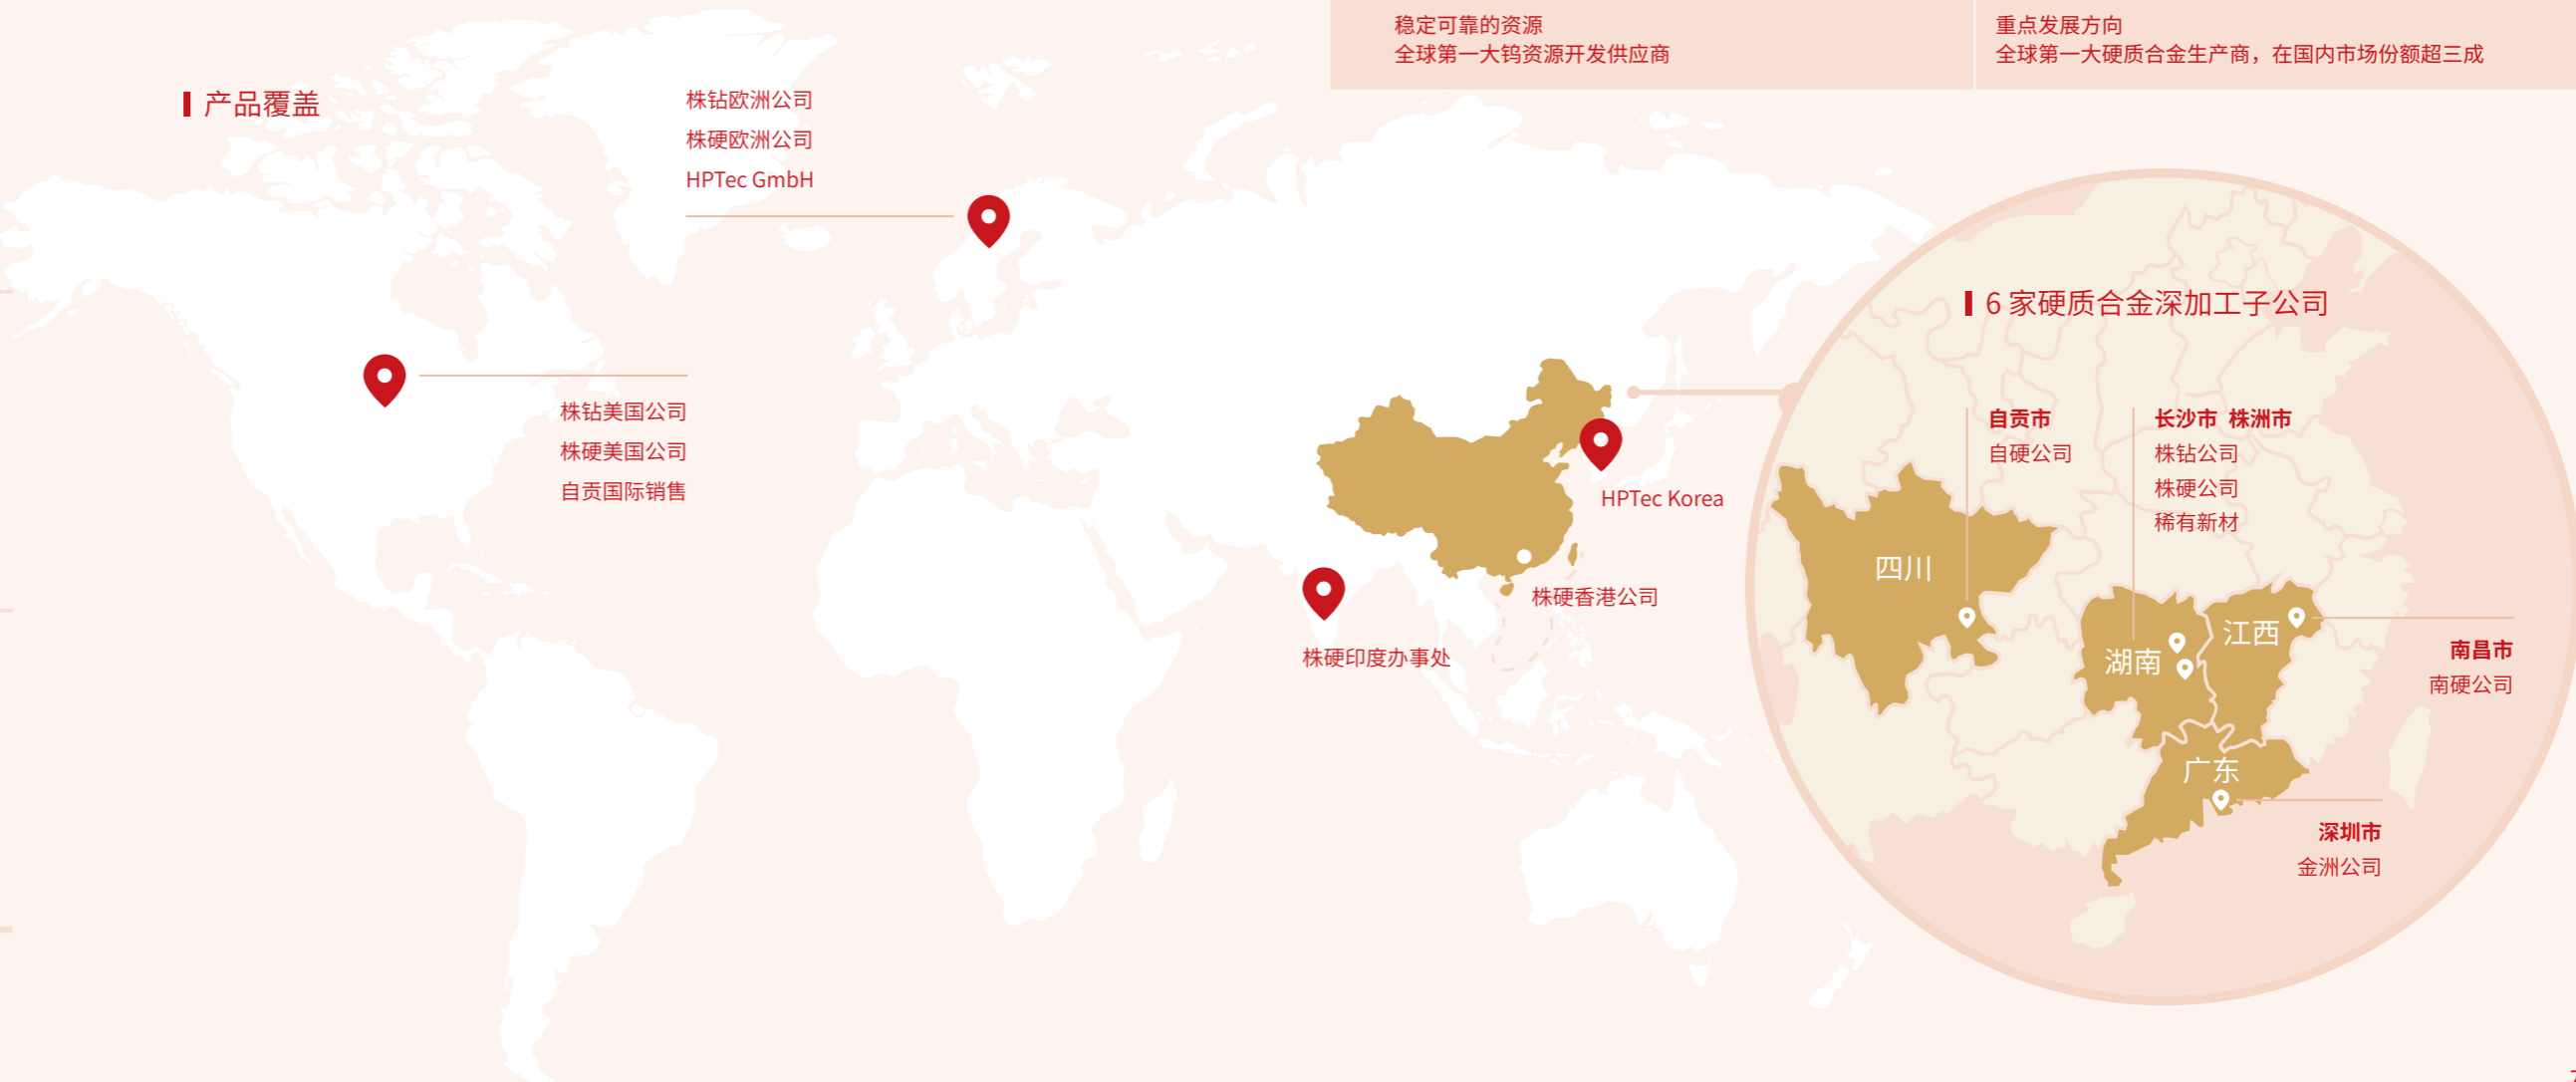 稳定可靠的资源
全球第一大钨资源开发供应商
重点发展方向
全球第一大硬质合金生产商，在国内市场份额超三成
产品覆盖
株钻欧洲公司
株硬欧洲公司
HPTec GmbH
株钻美国公司
株硬美国公司
自贡国际销售
HPTec Korea
株硬香港公司
株硬印度办事处
6 家硬质合金深加工子公司
自贡市
自硬公司
长沙市 株洲市
株钻公司
株硬公司
稀有新材
四川
湖南
江西
南昌市
南硬公司
广东
深圳市
金洲公司